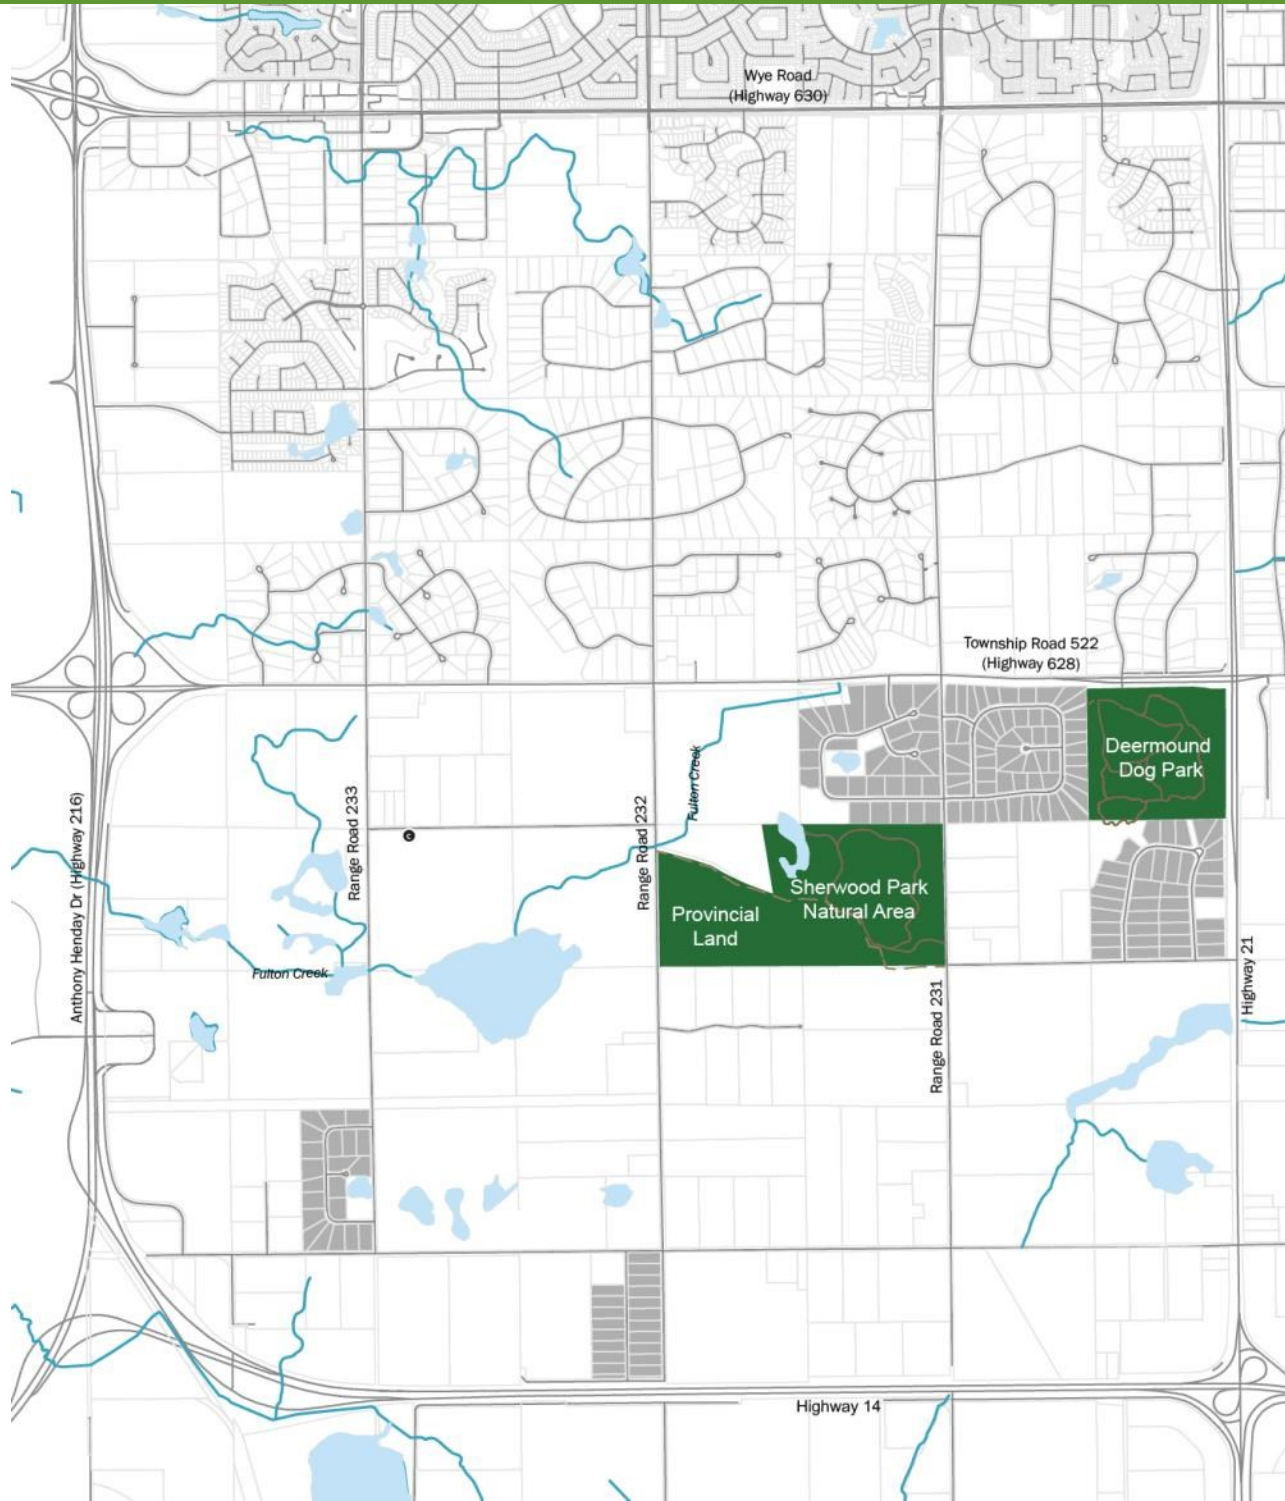 Wye Road
(Highway 630)
Township Road 522
(Highway 628)
Deermound
Dog Park
Fulton Creek
Range Road 233
Range Road 232
Anthony Henday Dr (Highway 216)
C
Sherwood Park
Natural Area
Provincial
Land
Fulton Creek
Highway 21
Range Road 231
Highway 14